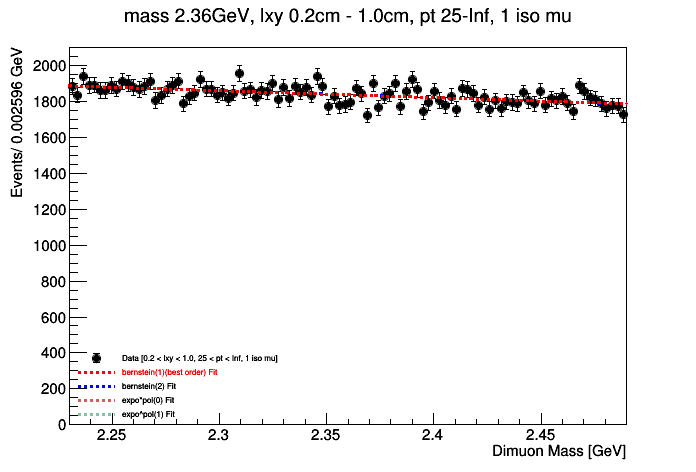 mass 2.36GeV, lxy 0.2cm - 1.0cm, pt 25-Inf, 1 iso mu
Events/ 0.002596 GeV
2000
1800
1600
1400
1200
1000
800
600
400
200
0
Data [0.2 < lxy < 1.0, 25 < pt < Inf, 1 iso mu]
bernstein(1)(best order) Fit
bernstein(2) Fit
expo*pol(0) Fit
expo*pol(1) Fit
2.25 2.3 2.35 2.4 2.45
Dimuon Mass [GeV]